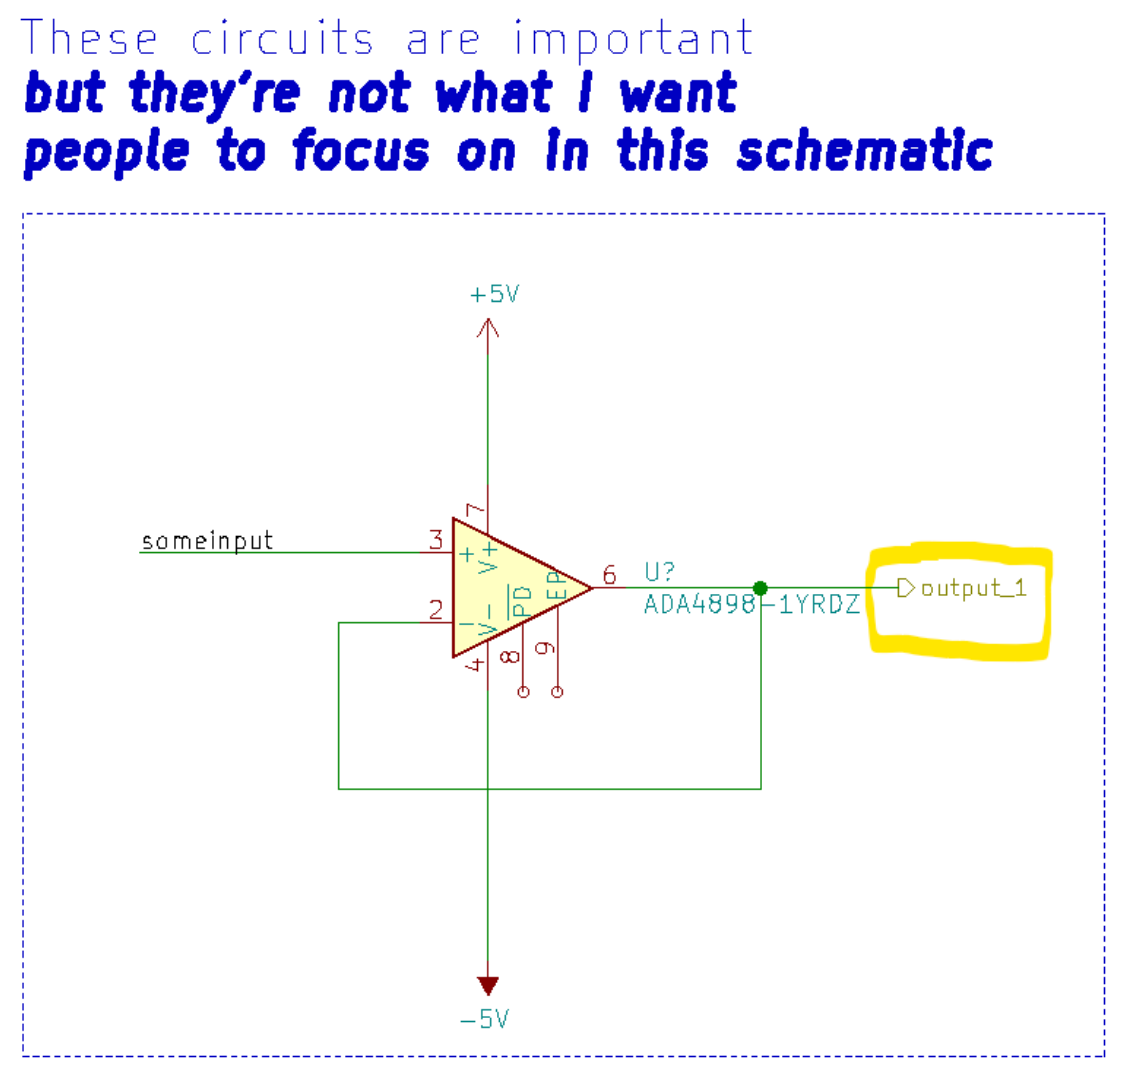 These circuits are important
but they're not what I want
people to focus on in this schematic
+5V
7
someinput
3
+
V+
6
U?
ADA4898-1YRDZ
output_1
2
-
V-
PD
EP
4
8
9
-5V